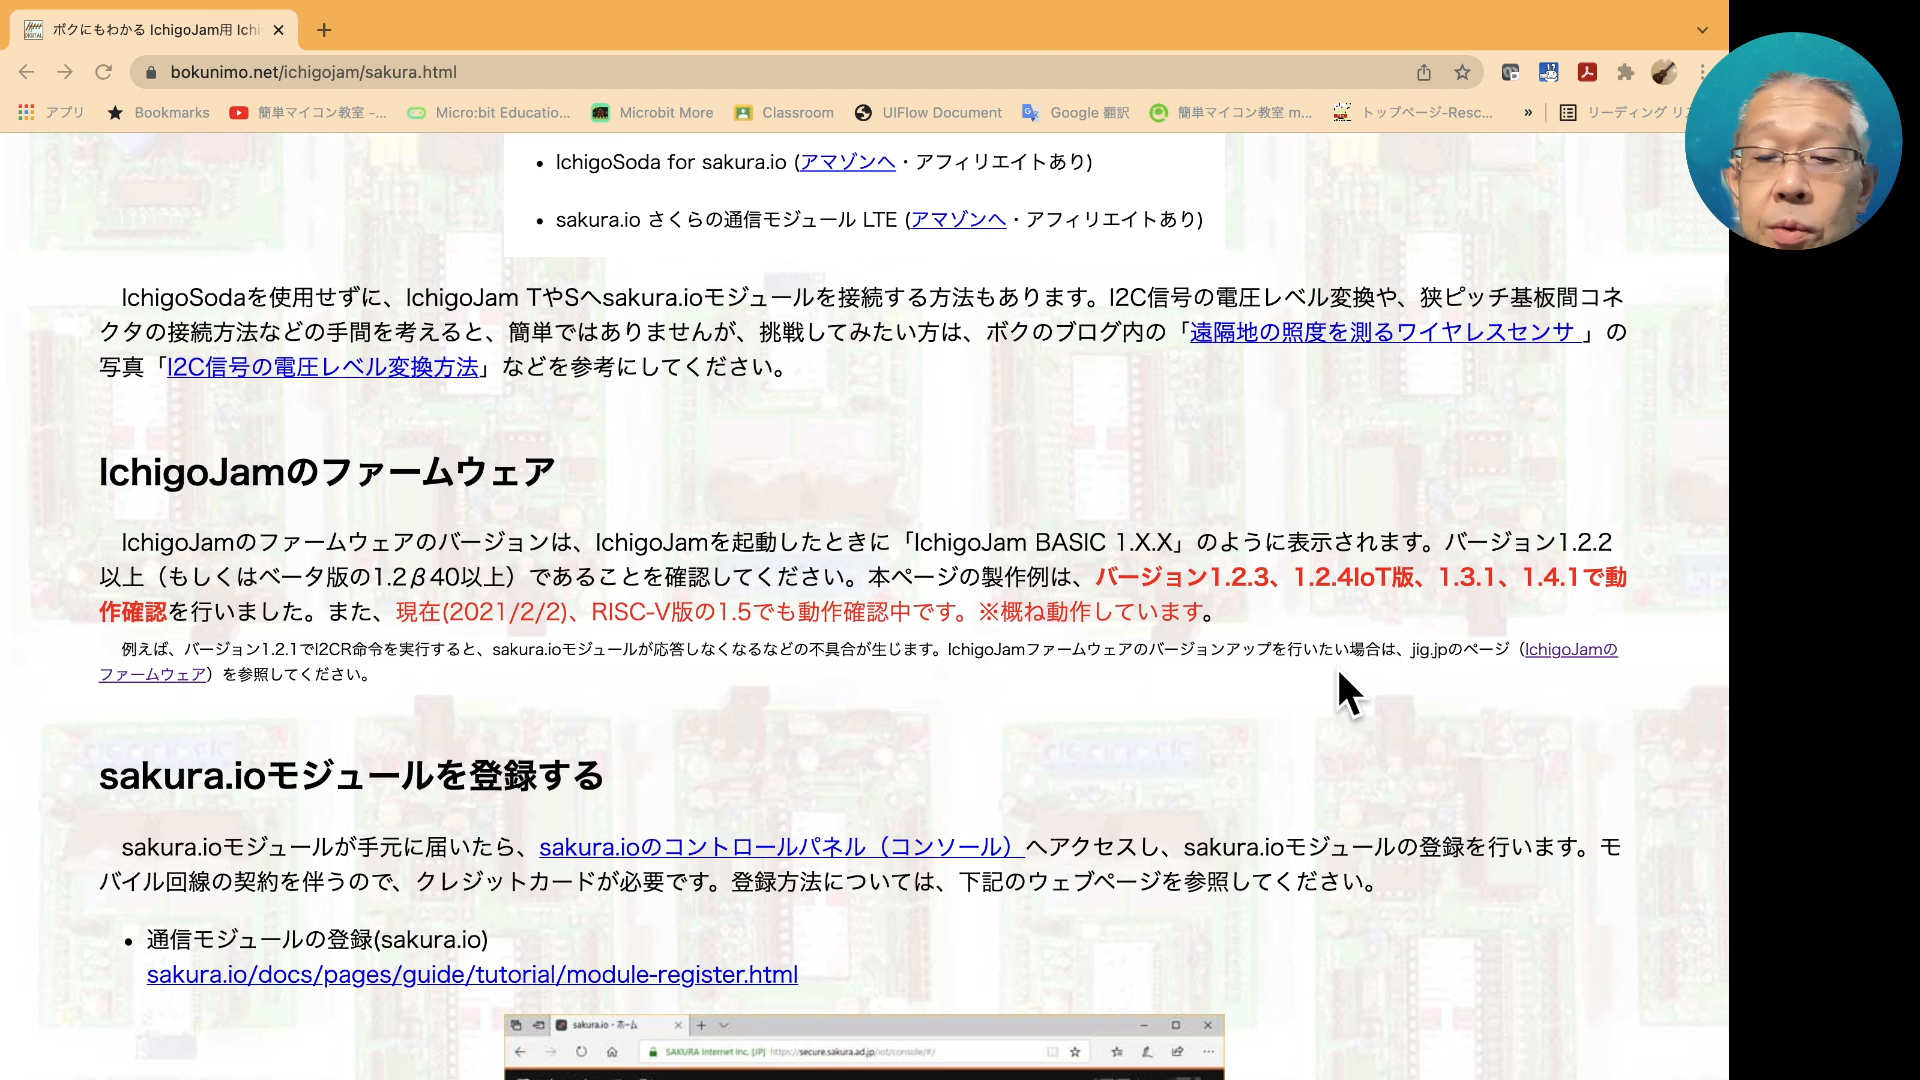 ボクにもわかる IchigoJam用 Ichi
bokunimo.net/ichigojam/sakura.html
アプリ Bookmarks 簡単マイコン教室 –... Micro:bit Educatio... Microbit More Classroom UIFlow Document Google 翻訳 簡単マイコン教室 m... トップページ-Resc... » リーディング リス
• IchigoSoda for sakura.io (アマゾンへ・アフィリエイトあり)
• sakura.io さくらの通信モジュール LTE (アマゾンへ・アフィリエイトあり)
IchigoSodaを使用せずに、IchigoJam TやSへsakura.ioモジュールを接続する方法もあります。I2C信号の電圧レベル変換や、狭ピッチ基板間コネ
クタの接続方法などの手間を考えると、簡単ではありませんが、挑戦してみたい方は、ボクのブログ内の「遠隔地の照度を測るワイヤレスセンサ 」の
写真「I2C信号の電圧レベル変換方法」などを参考にしてください。
IchigoJamのファームウェア
IchigoJamのファームウェアのバージョンは、IchigoJamを起動したときに「IchigoJam BASIC 1.X.X」のように表示されます。バージョン1.2.2
以上（もしくはベータ版の1.2β40以上）であることを確認してください。本ページの製作例は、バージョン1.2.3、1.2.4IoT版、1.3.1、1.4.1で動
作確認を行いました。また、現在(2021/2/2)、RISC-V版の1.5でも動作確認中です。※概ね動作しています。
例えば、バージョン1.2.1でI2CR命令を実行すると、sakura.ioモジュールが応答しなくなるなどの不具合が生じます。IchigoJamファームウェアのバージョンアップを行いたい場合は、jig.jpのページ（IchigoJamの
ファームウェア）を参照してください。
sakura.ioモジュールを登録する
sakura.ioモジュールが手元に届いたら、sakura.ioのコントロールパネル（コンソール）へアクセスし、sakura.ioモジュールの登録を行います。モ
バイル回線の契約を伴うので、クレジットカードが必要です。登録方法については、下記のウェブページを参照してください。
• 通信モジュールの登録(sakura.io)
sakura.io/docs/pages/guide/tutorial/module-register.html
sakura.io - ホーム
SAKURA Internet Inc. [JP] https://secure.sakura.ad.jp/iot/console/#/